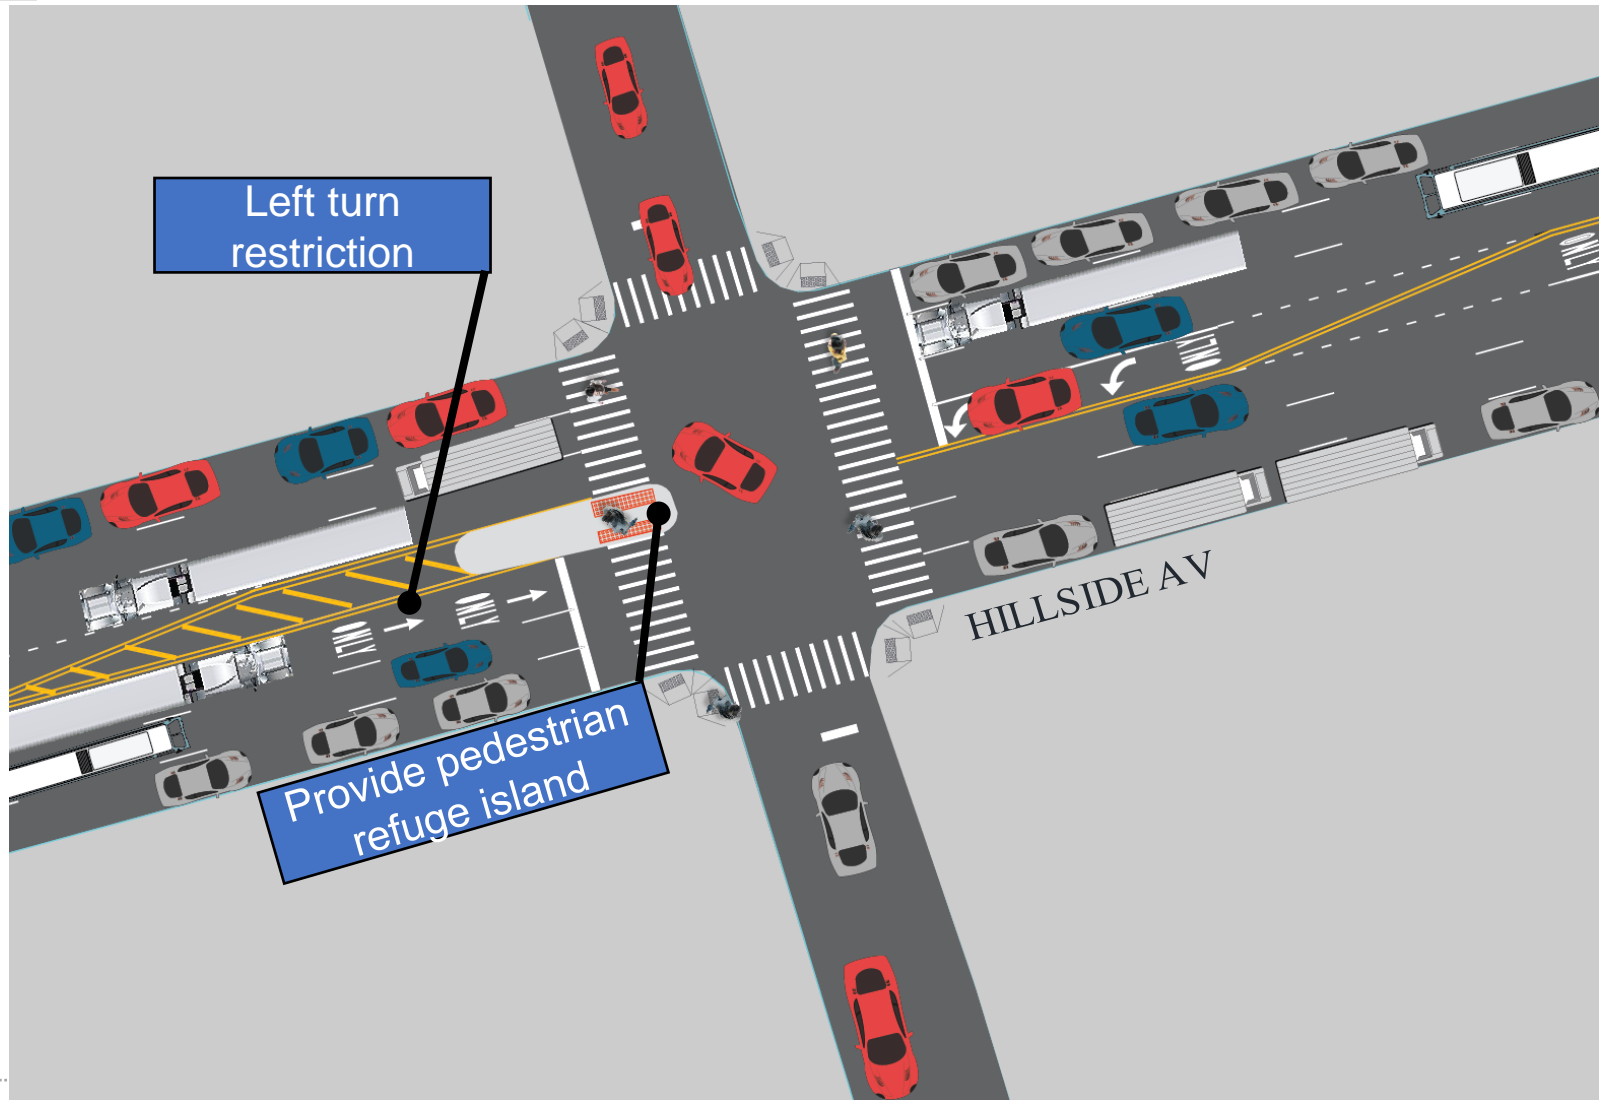 Left turn
restriction
ONLY
ONLY
ONLY
ONLY
HILLSIDE AV
Provide pedestrian
refuge island